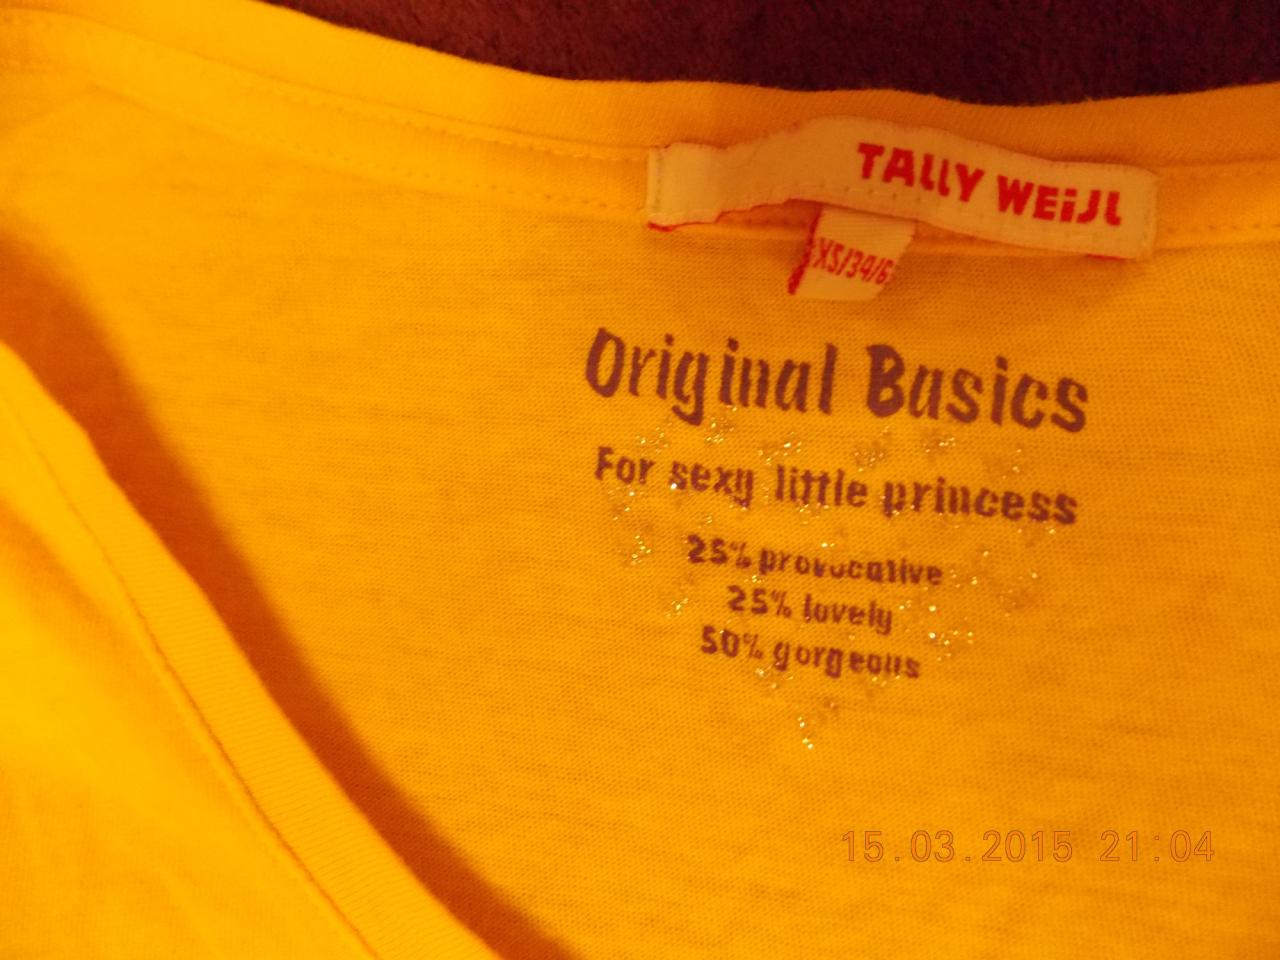 TALLY WEiJL
XS/34/6
Original Basics
For sexy little princess
25% provocative
25% lovely
50% gorgeous
15.03.2015 21:04